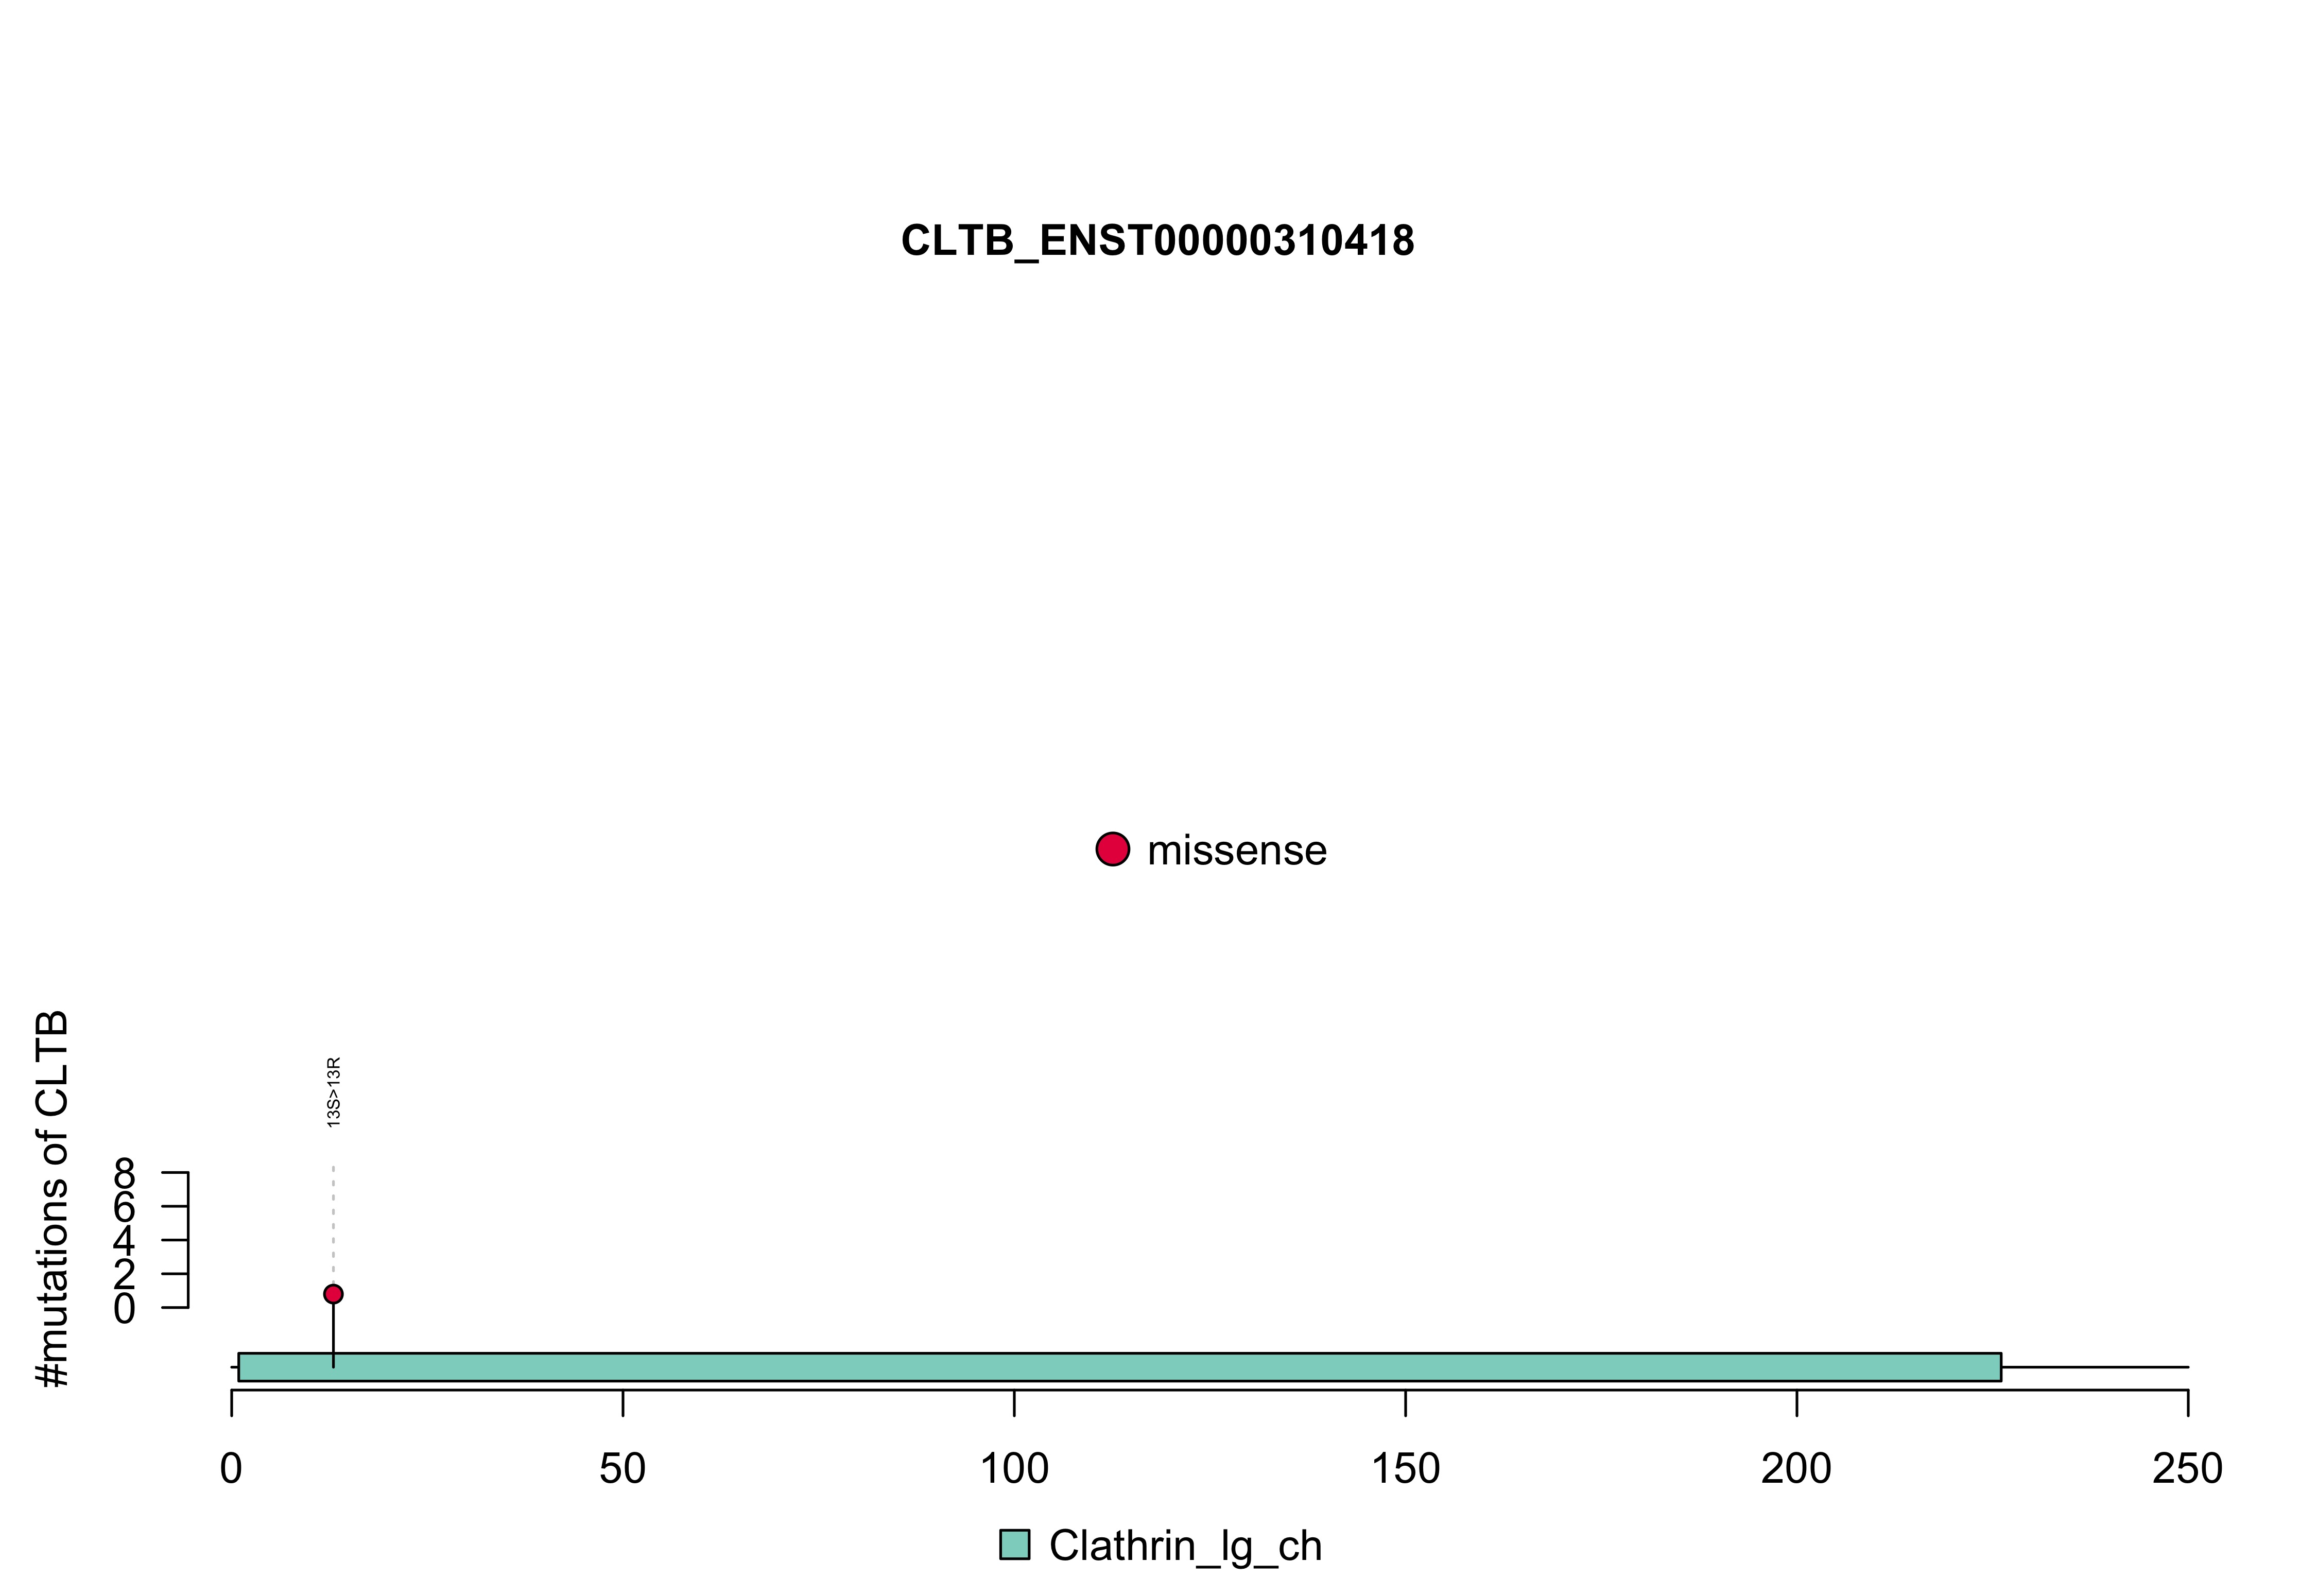 CLTB_ENST00000310418
missense
#mutations of CLTB
13S>13R
8
6
4
2
0
0 50 100 150 200 250
Clathrin_lg_ch